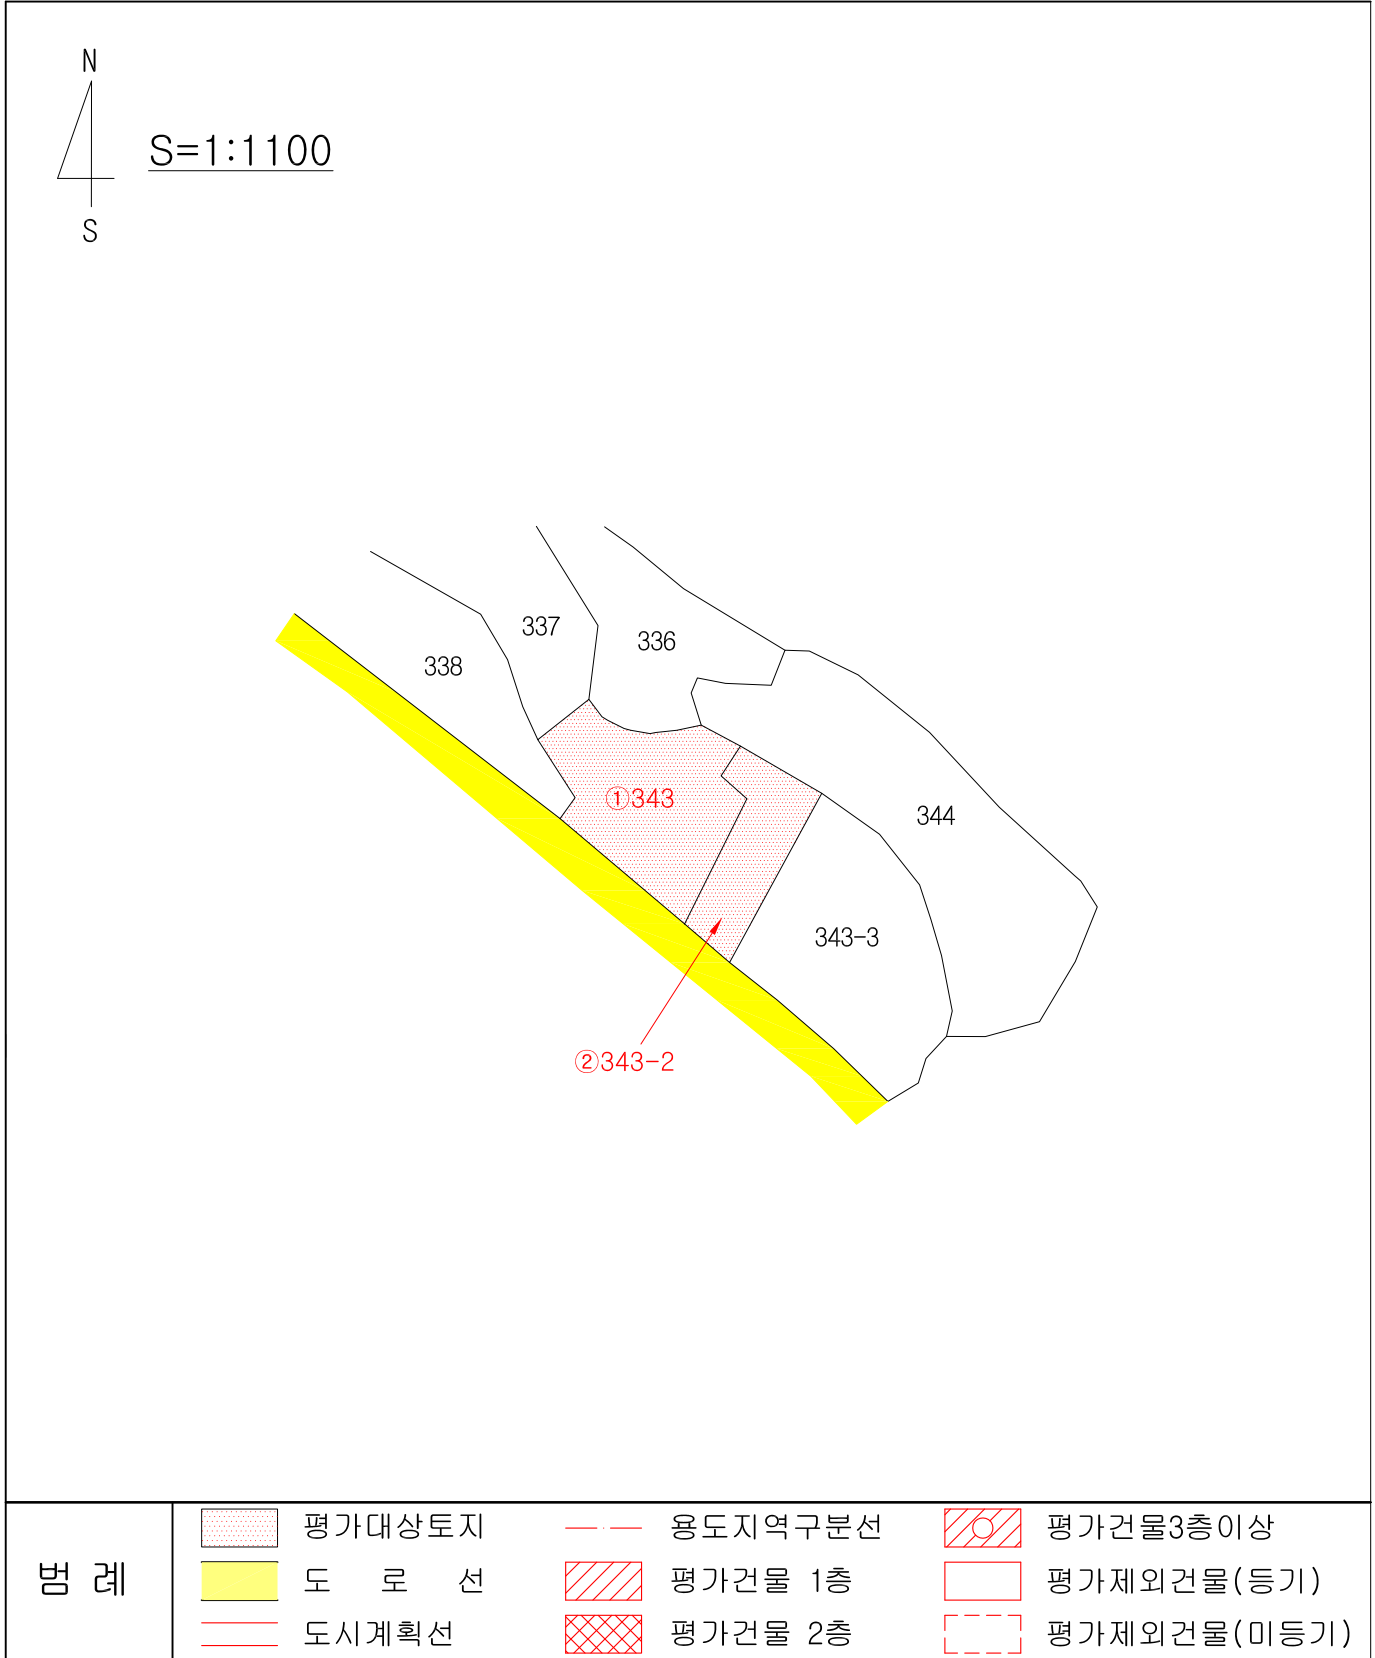 N
S=1:1100
S
337
336
338
①343
344
343-3
②343-2
범 례
평가대상토지
용도지역구분선
평가건물3층이상
도 로 선
평가건물 1층
평가제외건물(등기)
도시계획선
평가건물 2층
평가제외건물(미등기)